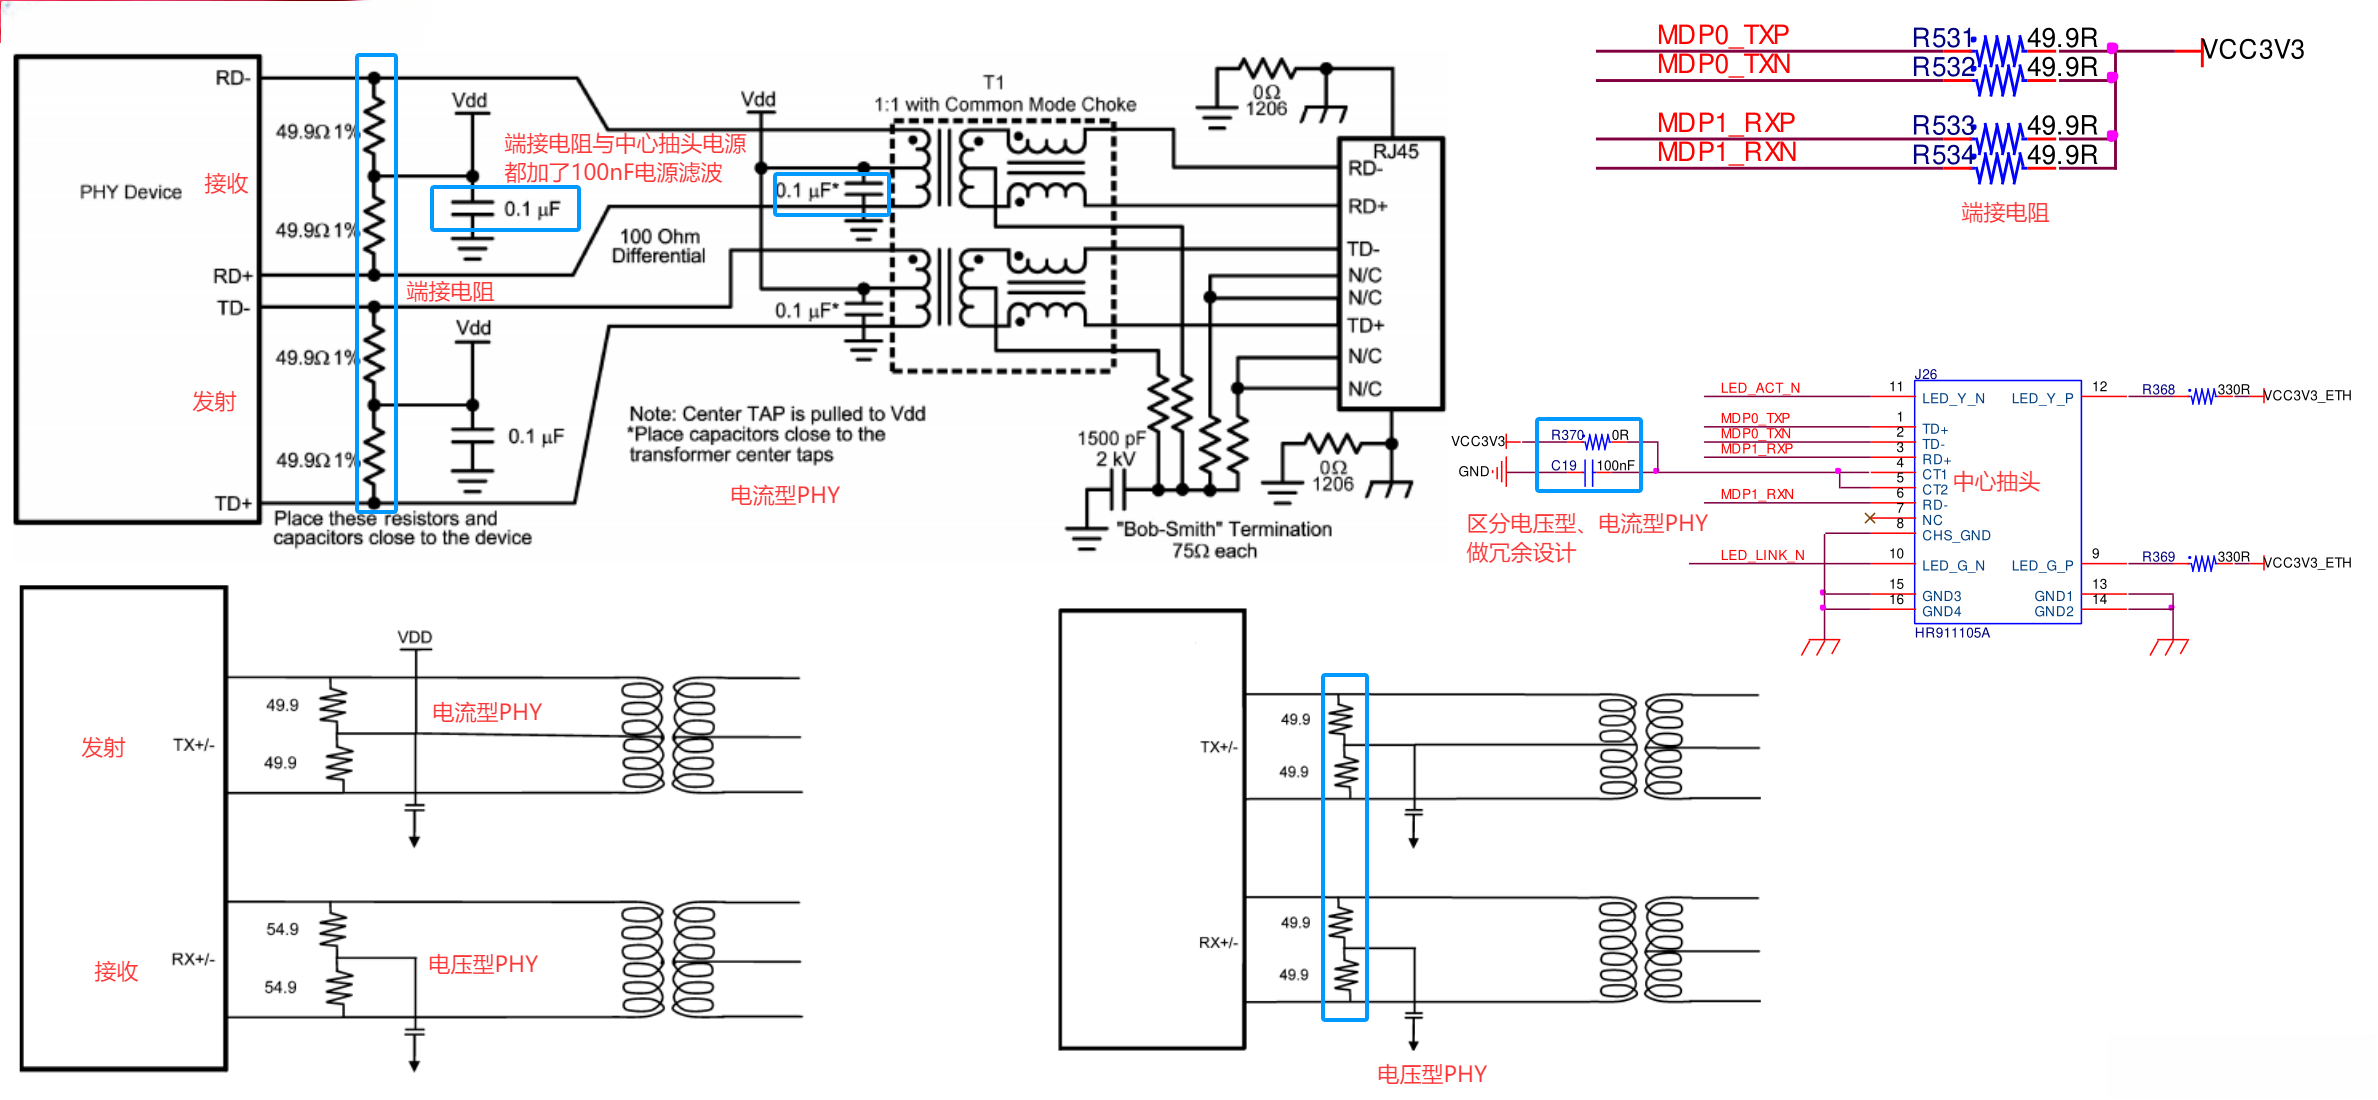 PHY Device
RD-
RD+
TD-
TD+
接收
发射
49.9Ω 1%
49.9Ω 1%
49.9Ω 1%
49.9Ω 1%
Vdd
0.1 µF
Vdd
0.1 µF
端接电阻
端接电阻与中心抽头电源
都加了100nF电源滤波
100 Ohm
Differential
Place these resistors and
capacitors close to the device
Vdd
0.1 µF*
0.1 µF*
T1
1:1 with Common Mode Choke
Note: Center TAP is pulled to Vdd
*Place capacitors close to the
transformer center taps
电流型PHY
0Ω
1206
RJ45
RD-
RD+
TD-
N/C
N/C
TD+
N/C
N/C
1500 pF
2 kV
0Ω
1206
"Bob-Smith" Termination
75Ω each
MDP0_TXP
R531
49.9R
VCC3V3
MDP0_TXN
R532
49.9R
MDP1_RXP
R533
49.9R
MDP1_RXN
R534
49.9R
端接电阻
J26
LED_ACT_N
11
LED_Y_N
LED_Y_P
12
R368
330R
VCC3V3_ETH
MDP0_TXP
1
TD+
MDP0_TXN
2
TD-
MDP1_RXP
3
RD+
4
CT1
5
CT2
中心抽头
MDP1_RXN
6
RD-
7
NC
8
CHS_GND
LED_LINK_N
10
LED_G_N
LED_G_P
9
R369
330R
VCC3V3_ETH
15
GND3
GND1
13
16
GND4
GND2
14
HR911105A
VCC3V3
R370
0R
GND
C19
100nF
区分电压型、电流型PHY
做冗余设计
发射
TX+/-
49.9
49.9
VDD
电流型PHY
接收
RX+/-
54.9
54.9
电压型PHY
TX+/-
49.9
49.9
RX+/-
49.9
49.9
电压型PHY